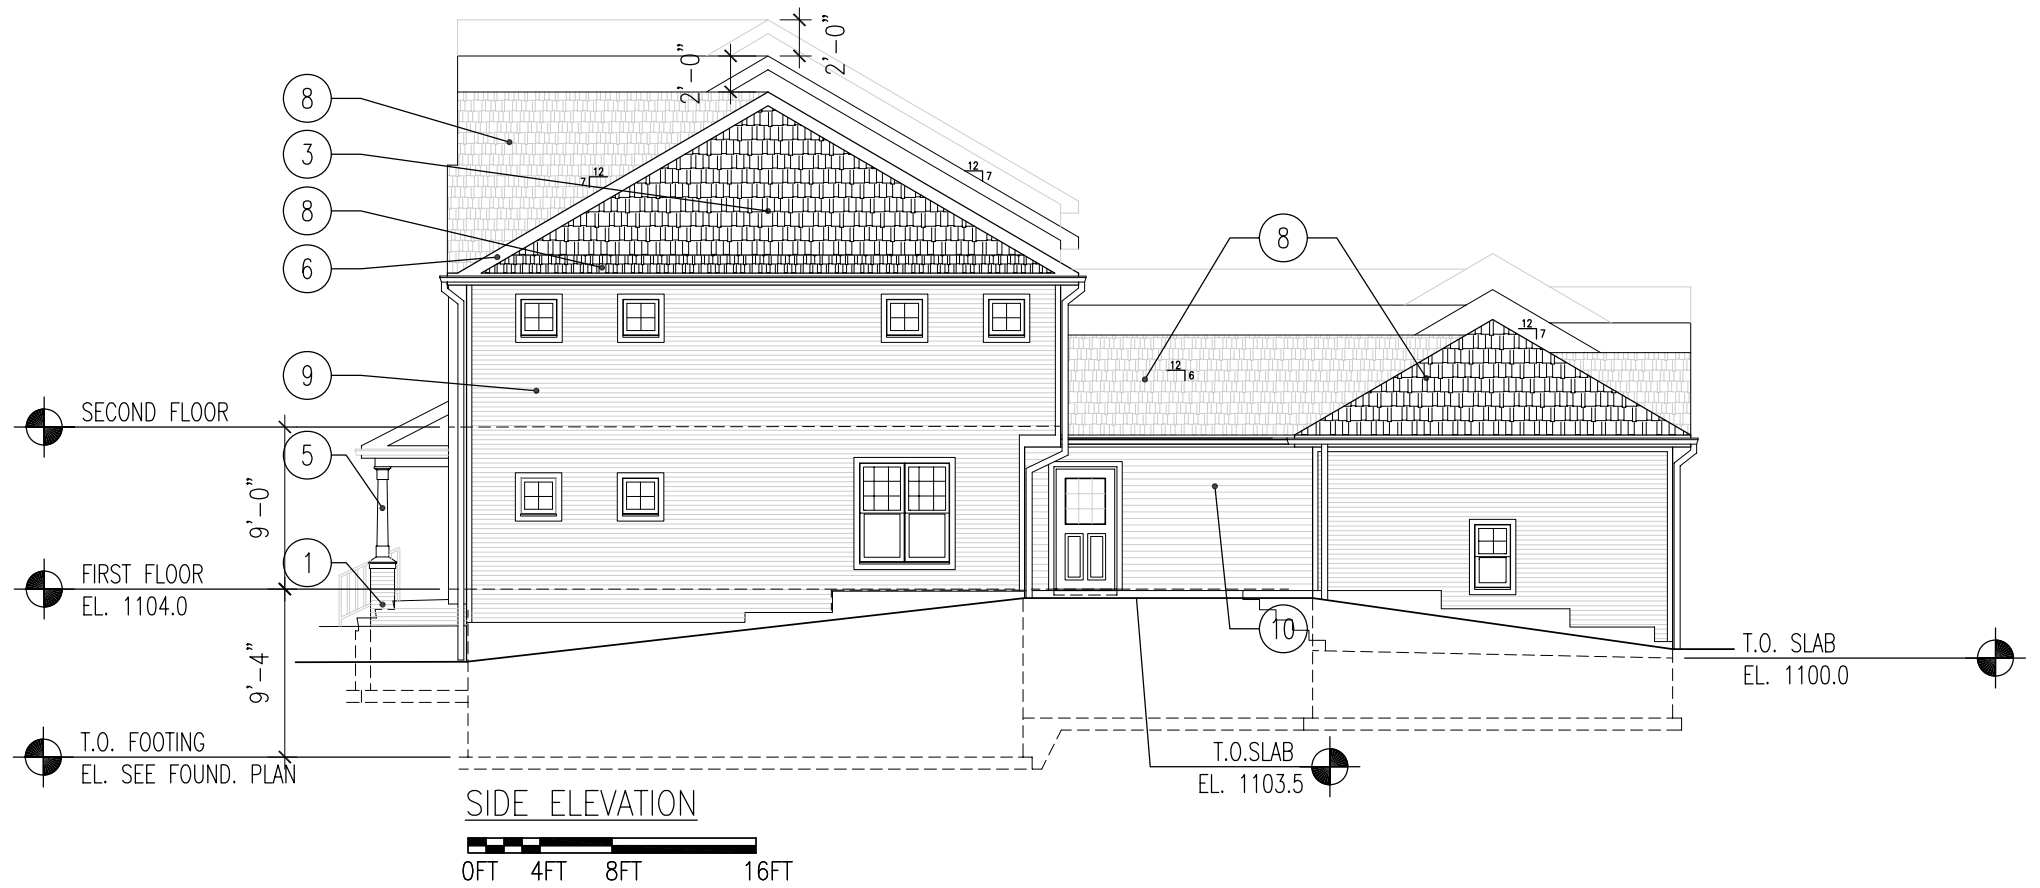 2'-0"
2'-0"
8
3
12
7
12
7
8
8
6
12
7
12
6
9
SECOND FLOOR
5
9'-0"
1
FIRST FLOOR
EL. 1104.0
10
9'-4"
T.O. SLAB
EL. 1100.0
T.O. FOOTING
EL. SEE FOUND. PLAN
T.O.SLAB
EL. 1103.5
SIDE ELEVATION
0FT 4FT 8FT 16FT